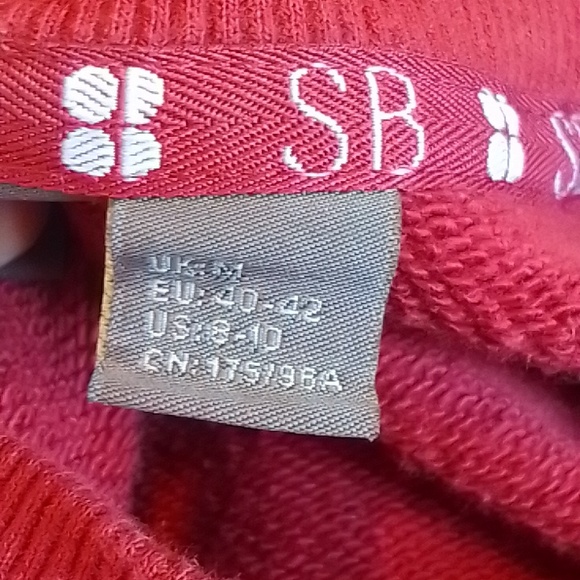 SB S
UK: M
EU: 40-42
US: 8-10
CN: 175/96A